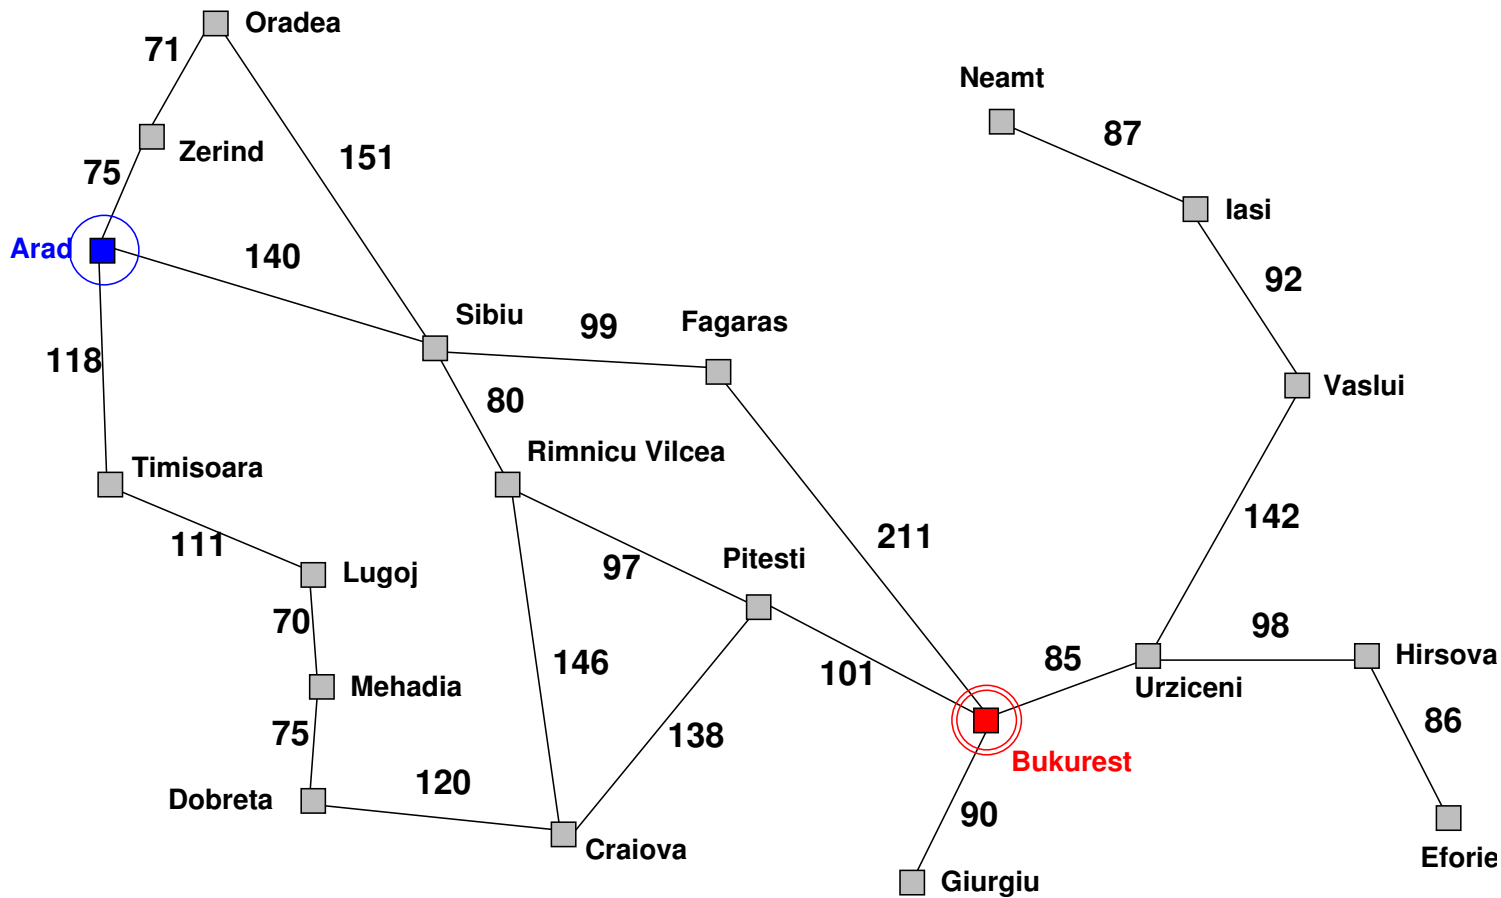 Oradea
71
Neamt
87
Zerind
151
75
Iasi
Arad
140
92
Sibiu
99
Fagaras
118
80
Vaslui
Rimnicu Vilcea
Timisoara
142
211
111
97
Pitesti
Lugoj
70
98
146
101
85
Hirsova
Mehadia
Urziceni
75
138
86
Bukurest
120
Dobreta
90
Craiova
Eforie
Giurgiu